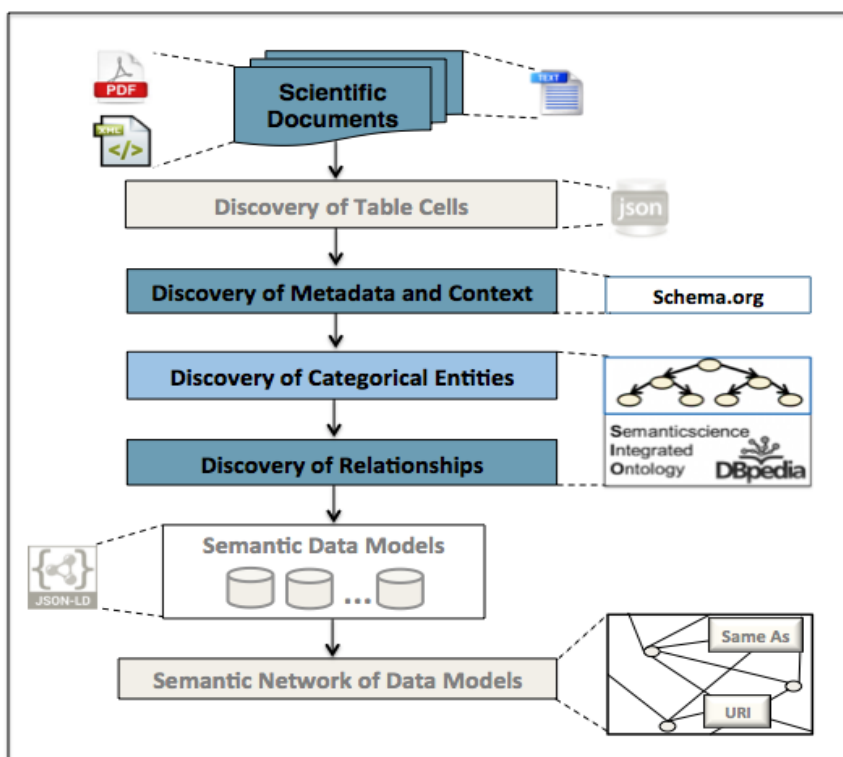 PDF
XML
</>
Scientific
Documents
TEXT
Discovery of Table Cells
json
Discovery of Metadata and Context
Schema.org
Discovery of Categorical Entities
Semanticscience
Integrated
Ontology
DBpedia
Discovery of Relationships
Semantic Data Models
...
{ }
JSON-LD
Same As
Semantic Network of Data Models
URI